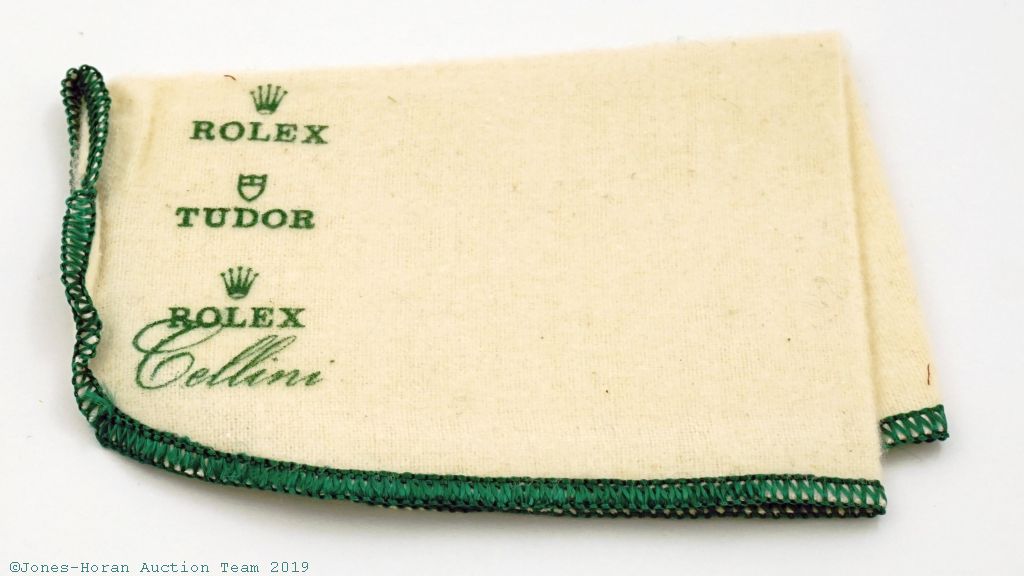 ROLEX
TUDOR
ROLEX
Cellini
©Jones-Horan Auction Team 2019